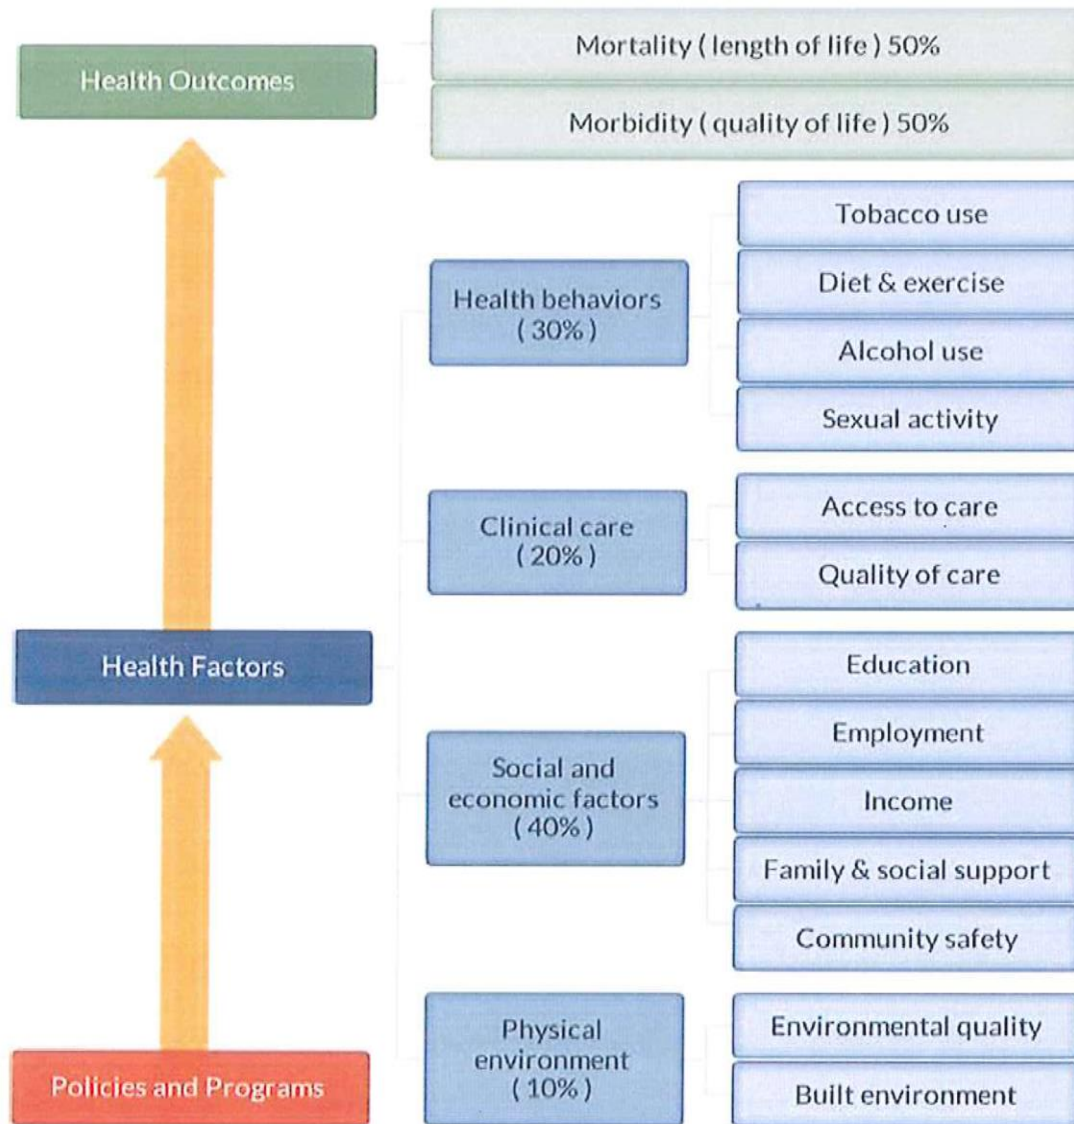 Health Outcomes
Mortality ( length of life ) 50%
Morbidity ( quality of life ) 50%
Health behaviors
( 30% )
Tobacco use
Diet & exercise
Alcohol use
Sexual activity
Clinical care
( 20% )
Access to care
Quality of care
Health Factors
Social and
economic factors
( 40% )
Education
Employment
Income
Family & social support
Community safety
Physical
environment
( 10% )
Environmental quality
Built environment
Policies and Programs